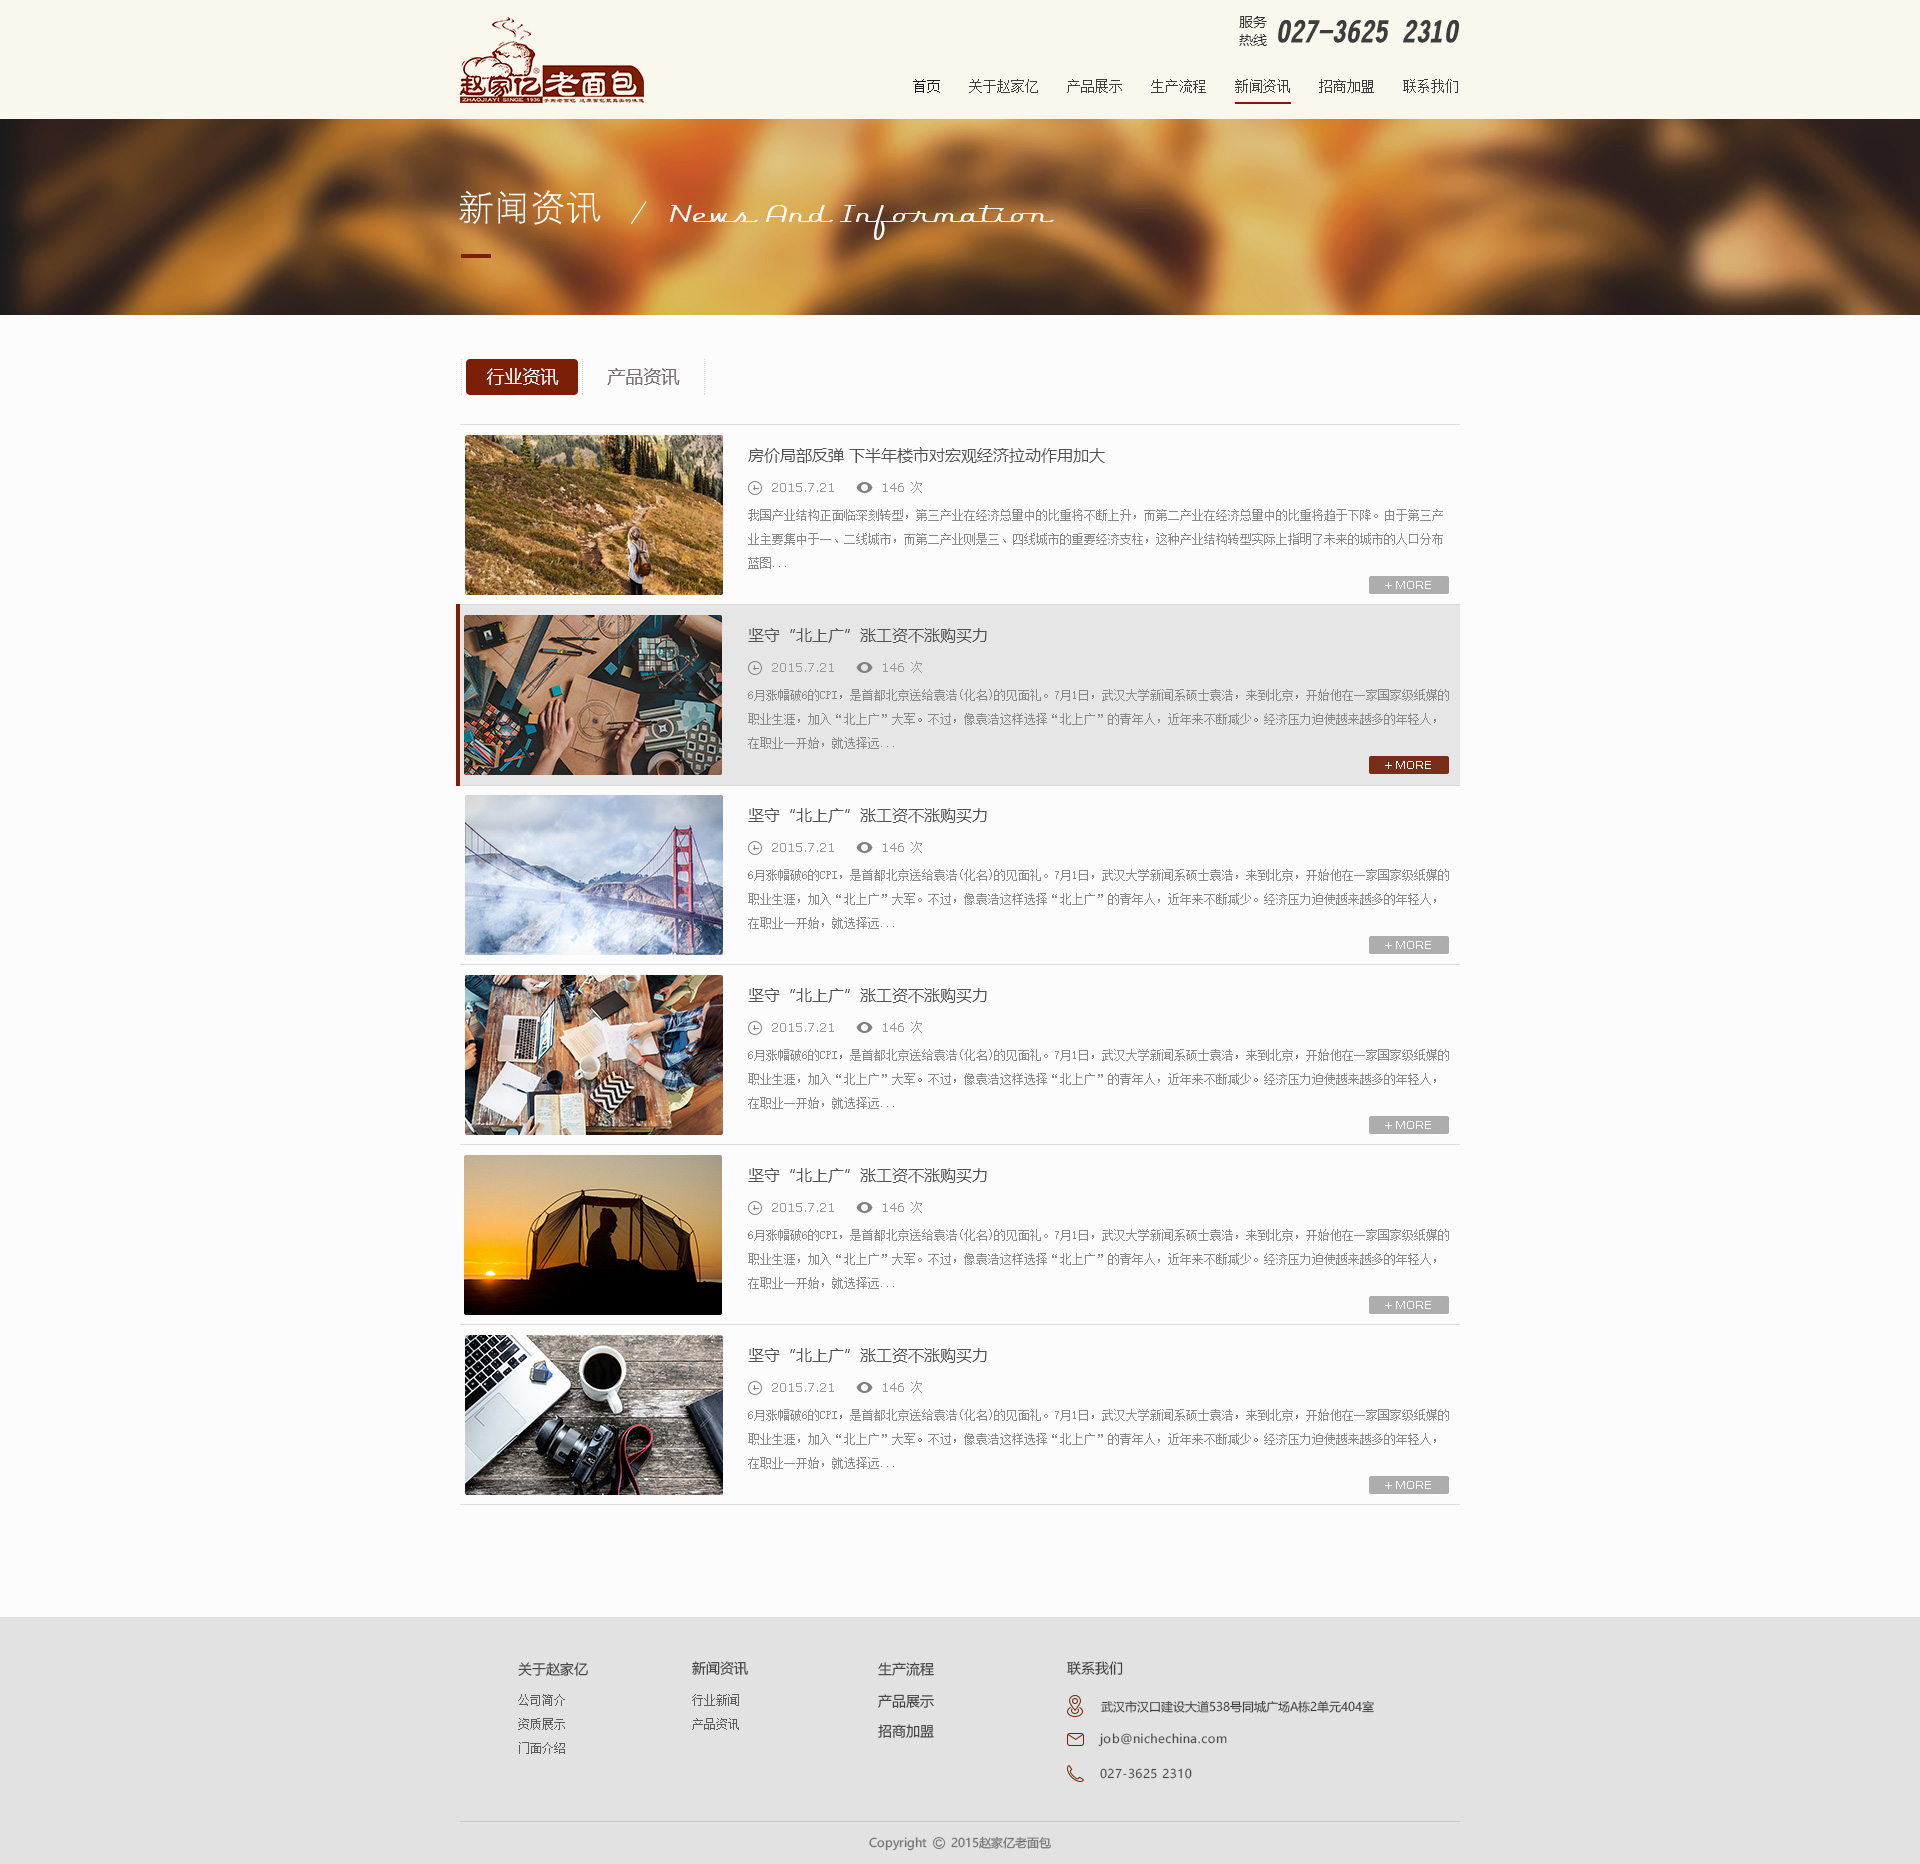 服务
热线
027-3625 2310
赵家亿老面包
ZHAOJIAYI SINCE 1936
首页 关于赵家亿 产品展示 生产流程 新闻资讯 招商加盟 联系我们
新闻资讯 / News And Information
行业资讯 产品资讯
房价局部反弹 下半年楼市对宏观经济拉动作用加大
2015.7.21 146 次
我国产业结构正面临深刻转型，第三产业在经济总量中的比重将不断上升，而第二产业在经济总量中的比重将趋于下降。由于第三产
业主要集中于一、二线城市，而第二产业则是三、四线城市的重要经济支柱，这种产业结构转型实际上指明了未来的城市的人口分布
蓝图...
+ MORE
坚守“北上广”涨工资不涨购买力
2015.7.21 146 次
6月涨幅破6的CPI，是首都北京送给袁浩(化名)的见面礼。7月1日，武汉大学新闻系硕士袁浩，来到北京，开始他在一家国家级纸媒的
职业生涯，加入“北上广”大军。不过，像袁浩这样选择“北上广”的青年人，近年来不断减少。经济压力迫使越来越多的年轻人，
在职业一开始，就选择远...
+ MORE
坚守“北上广”涨工资不涨购买力
2015.7.21 146 次
6月涨幅破6的CPI，是首都北京送给袁浩(化名)的见面礼。7月1日，武汉大学新闻系硕士袁浩，来到北京，开始他在一家国家级纸媒的
职业生涯，加入“北上广”大军。不过，像袁浩这样选择“北上广”的青年人，近年来不断减少。经济压力迫使越来越多的年轻人，
在职业一开始，就选择远...
+ MORE
坚守“北上广”涨工资不涨购买力
2015.7.21 146 次
6月涨幅破6的CPI，是首都北京送给袁浩(化名)的见面礼。7月1日，武汉大学新闻系硕士袁浩，来到北京，开始他在一家国家级纸媒的
职业生涯，加入“北上广”大军。不过，像袁浩这样选择“北上广”的青年人，近年来不断减少。经济压力迫使越来越多的年轻人，
在职业一开始，就选择远...
+ MORE
坚守“北上广”涨工资不涨购买力
2015.7.21 146 次
6月涨幅破6的CPI，是首都北京送给袁浩(化名)的见面礼。7月1日，武汉大学新闻系硕士袁浩，来到北京，开始他在一家国家级纸媒的
职业生涯，加入“北上广”大军。不过，像袁浩这样选择“北上广”的青年人，近年来不断减少。经济压力迫使越来越多的年轻人，
在职业一开始，就选择远...
+ MORE
坚守“北上广”涨工资不涨购买力
2015.7.21 146 次
6月涨幅破6的CPI，是首都北京送给袁浩(化名)的见面礼。7月1日，武汉大学新闻系硕士袁浩，来到北京，开始他在一家国家级纸媒的
职业生涯，加入“北上广”大军。不过，像袁浩这样选择“北上广”的青年人，近年来不断减少。经济压力迫使越来越多的年轻人，
在职业一开始，就选择远...
+ MORE
关于赵家亿
公司简介
资质展示
门面介绍
新闻资讯
行业新闻
产品资讯
生产流程
产品展示
招商加盟
联系我们
武汉市汉口建设大道538号同城广场A栋2单元404室
job@nichechina.com
027-3625 2310
Copyright © 2015赵家亿老面包